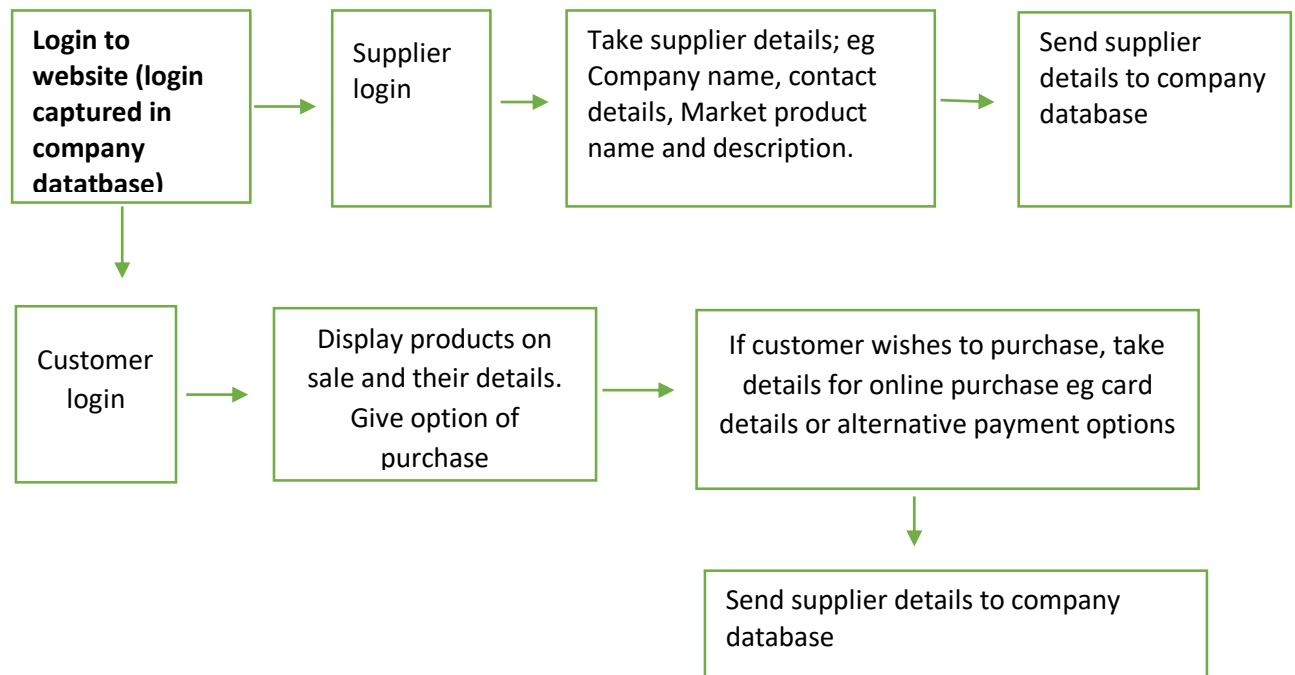 Login to
website (login
captured in
company
datatbase)
Supplier
login
Take supplier details; eg
Company name, contact
details, Market product
name and description.
Send supplier
details to company
database
Customer
login
Display products on
sale and their details.
Give option of
purchase
If customer wishes to purchase, take
details for online purchase eg card
details or alternative payment options
Send supplier details to company
database